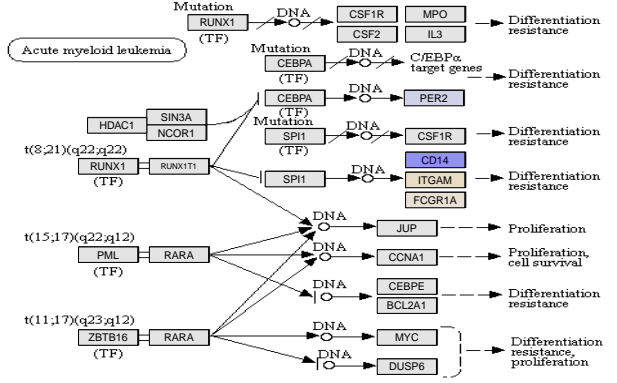 Mutation
RUNX1
(TF)
DNA
CSF1R
MPO
CSF2
IL3
Differentiation
resistance
Acute myeloid leukemia
Mutation
CEBPA
(TF)
DNA
C/EBPα
target genes
Differentiation
resistance
CEBPA
(TF)
DNA
PER2
HDAC1
SIN3A
NCOR1
Mutation
SPI1
(TF)
DNA
CSF1R
Differentiation
resistance
t(8;21)(q22;q22)
RUNX1
(TF)
RUNX1T1
SPI1
DNA
CD14
ITGAM
FCGR1A
Differentiation
resistance
DNA
JUP
Proliferation
t(15;17)(q22;q12)
PML
(TF)
RARA
DNA
CCNA1
Proliferation,
cell survival
DNA
CEBPE
BCL2A1
Differentiation
resistance
t(11;17)(q23;q12)
ZBTB16
(TF)
RARA
DNA
MYC
DNA
DUSP6
Differentiation
resistance,
proliferation